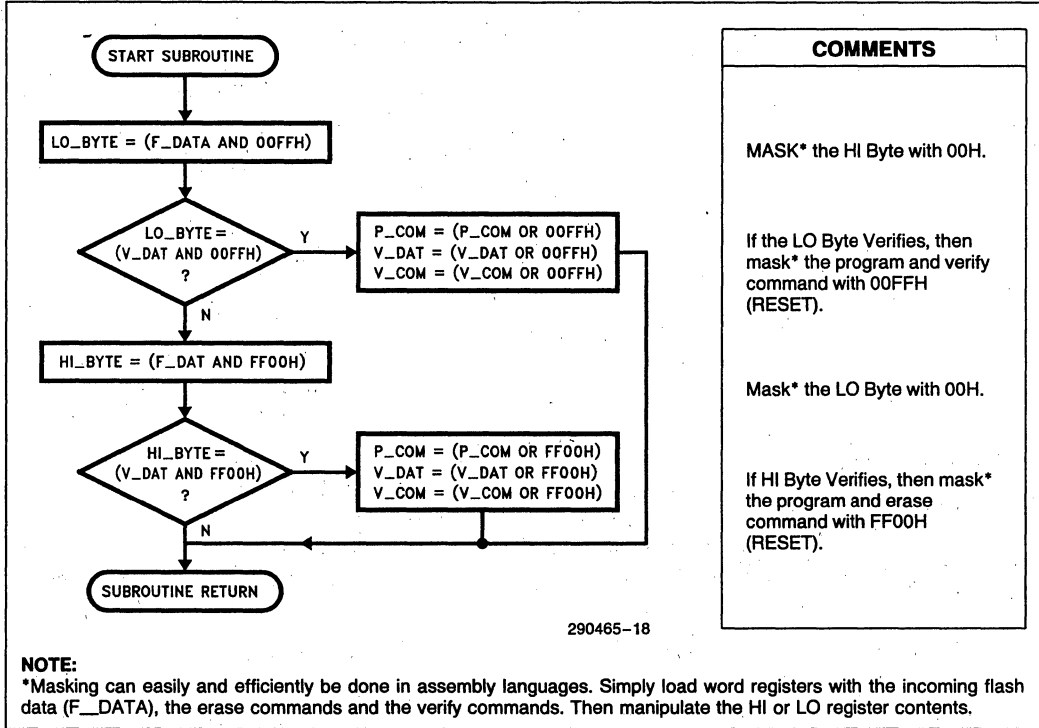 START SUBROUTINE
LO_BYTE = (F_DATA AND 00FFH)
LO_BYTE =
(V_DAT AND 00FFH)
?
Y
N
P_COM = (P_COM OR 00FFH)
V_DAT = (V_DAT OR 00FFH)
V_COM = (V_COM OR 00FFH)
HI_BYTE = (F_DAT AND FF00H)
HI_BYTE =
(V_DAT AND FF00H)
?
Y
N
P_COM = (P_COM OR FF00H)
V_DAT = (V_DAT OR FF00H)
V_COM = (V_COM OR FF00H)
SUBROUTINE RETURN
290465-18
COMMENTS
MASK* the HI Byte with 00H.
If the LO Byte Verifies, then
mask* the program and verify
command with 00FFH
(RESET).
Mask* the LO Byte with 00H.
If HI Byte Verifies, then mask*
the program and erase
command with FF00H
(RESET).
NOTE:
*Masking can easily and efficiently be done in assembly languages. Simply load word registers with the incoming flash
data (F__DATA), the erase commands and the verify commands. Then manipulate the HI or LO register contents.